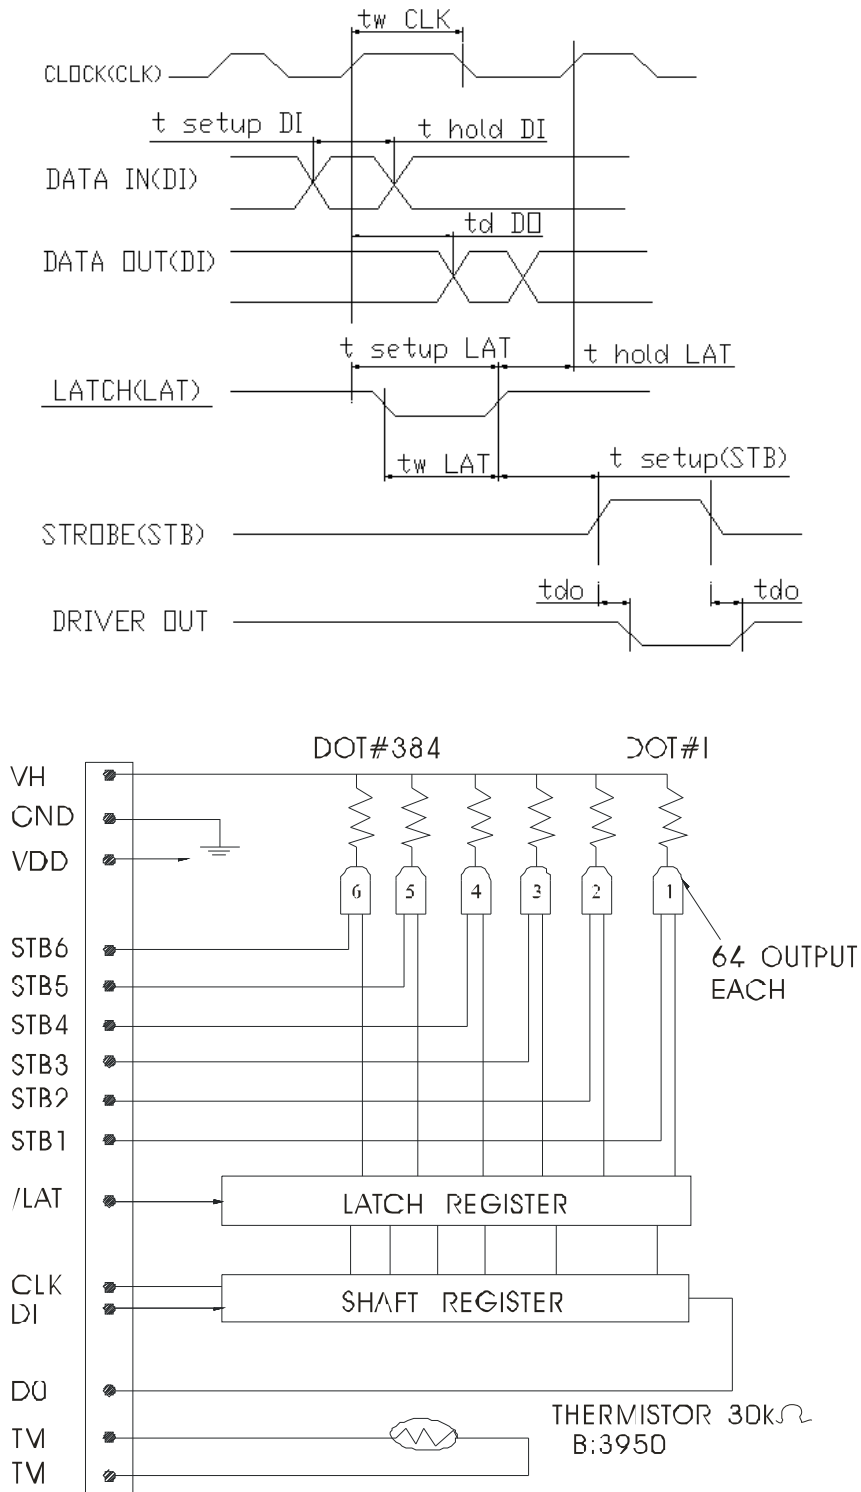 tw CLK
CLOCK(CLK)
t setup DI
t hold DI
DATA IN(DI)
td DO
DATA OUT(DI)
t setup LAT
t hold LAT
LATCH(LAT)
tw LAT
t setup(STB)
STROBE(STB)
tdo
tdo
DRIVER OUT
DOT#384
DOT#1
VH
GND
VDD
6 5 4 3 2 1
STB6
64 OUTPUT
EACH
STB5
STB4
STB3
STB2
STB1
/LAT
LATCH REGISTER
CLK
DI
SHAFT REGISTER
DO
THERMISTOR 30kΩ
B:3950
TM
TM